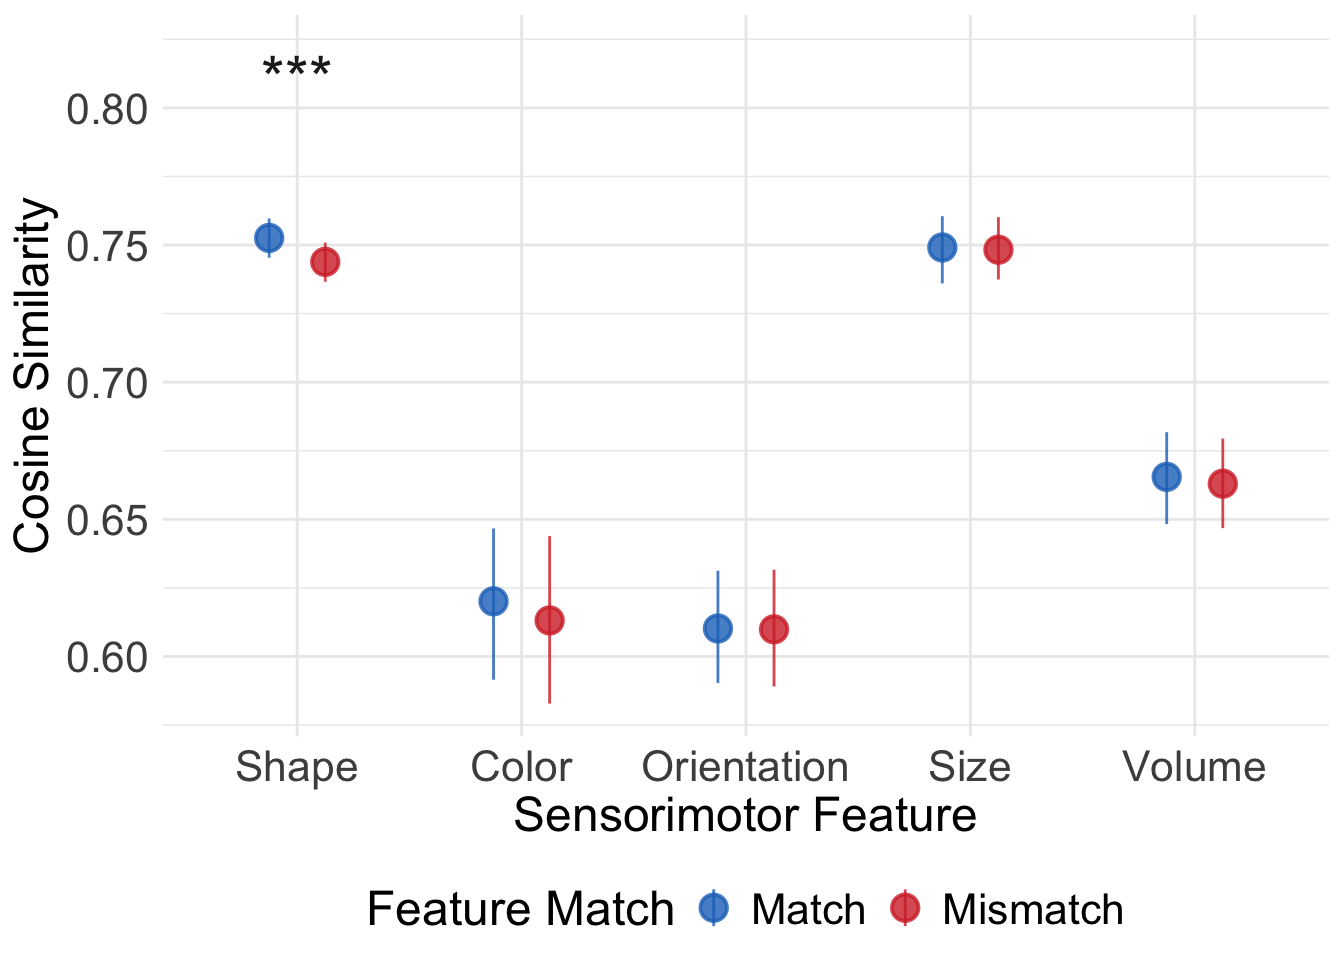 ***
0.80
0.75
0.70
0.65
0.60
Cosine Similarity
Shape Color Orientation Size Volume
Sensorimotor Feature
Feature Match Match Mismatch